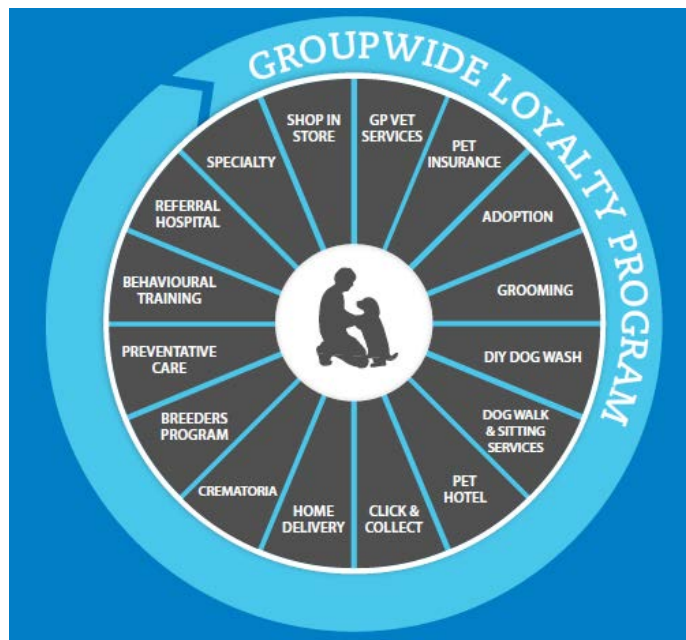 GROUPWIDE LOYALTY PROGRAM
SHOP IN
STORE
GP VET
SERVICES
PET
INSURANCE
ADOPTION
GROOMING
DIY DOG WASH
DOG WALK
& SITTING
SERVICES
PET
HOTEL
CLICK &
COLLECT
HOME
DELIVERY
CREMATORIA
BREEDERS
PROGRAM
PREVENTATIVE
CARE
BEHAVIOURAL
TRAINING
REFERRAL
HOSPITAL
SPECIALTY